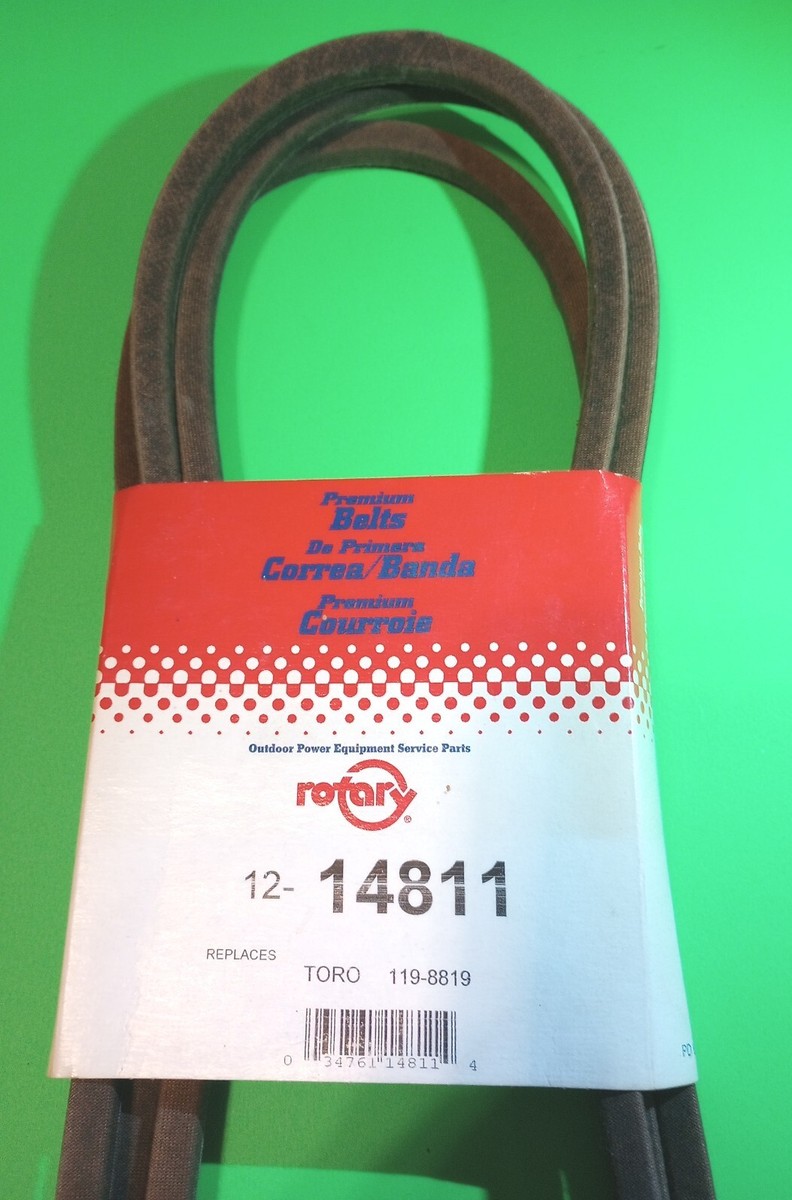 Premium
Belts
De Primera
Correa/Banda
Premium
Courroie
Outdoor Power Equipment Service Parts
rotary®
12- 14811
REPLACES
TORO 119-8819
0 34761 14811 4